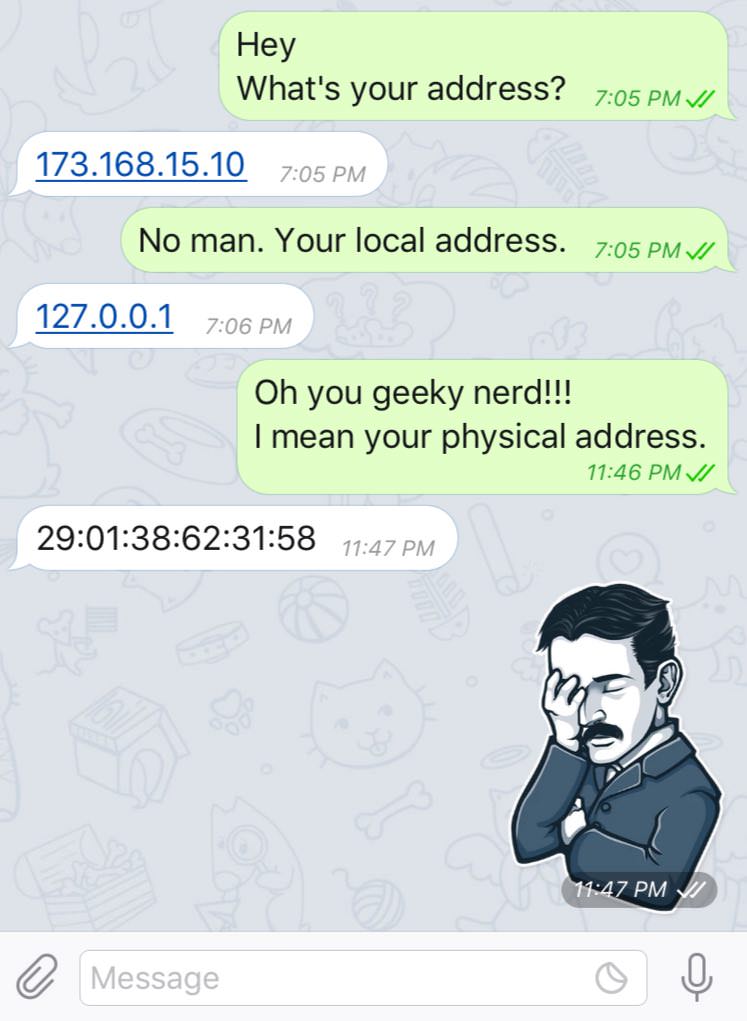 Hey
What's your address? 7:05 PM
173.168.15.10 7:05 PM
No man. Your local address. 7:05 PM
127.0.0.1 7:06 PM
Oh you geeky nerd!!!
I mean your physical address.
11:46 PM
29:01:38:62:31:58 11:47 PM
11:47 PM
Message